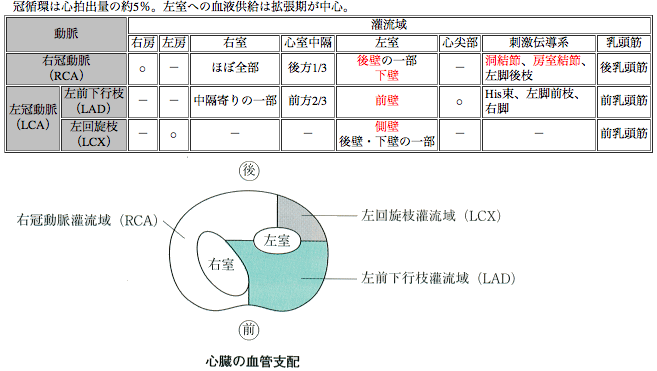 冠循環は心拍出量の約5％。左室への血液供給は拡張期が中心。
動脈 灌流域
右房 左房 右室 心室中隔 左室 心尖部 刺激伝導系 乳頭筋
右冠動脈
（RCA） ○ － ほぼ全部 後方1/3 後壁の一部
下壁 － 洞結節、房室結節、
左脚後枝 後乳頭筋
左冠動脈
（LCA） 左前下行枝
（LAD） － － 中隔寄りの一部 前方2/3 前壁 ○ His束、左脚前枝、
右脚 前乳頭筋
左回旋枝
（LCX） － ○ － － 側壁
後壁・下壁の一部 － － 前乳頭筋
後
右冠動脈灌流域（RCA）
左回旋枝灌流域（LCX）
左室
右室
左前下行枝灌流域（LAD）
前
心臓の血管支配